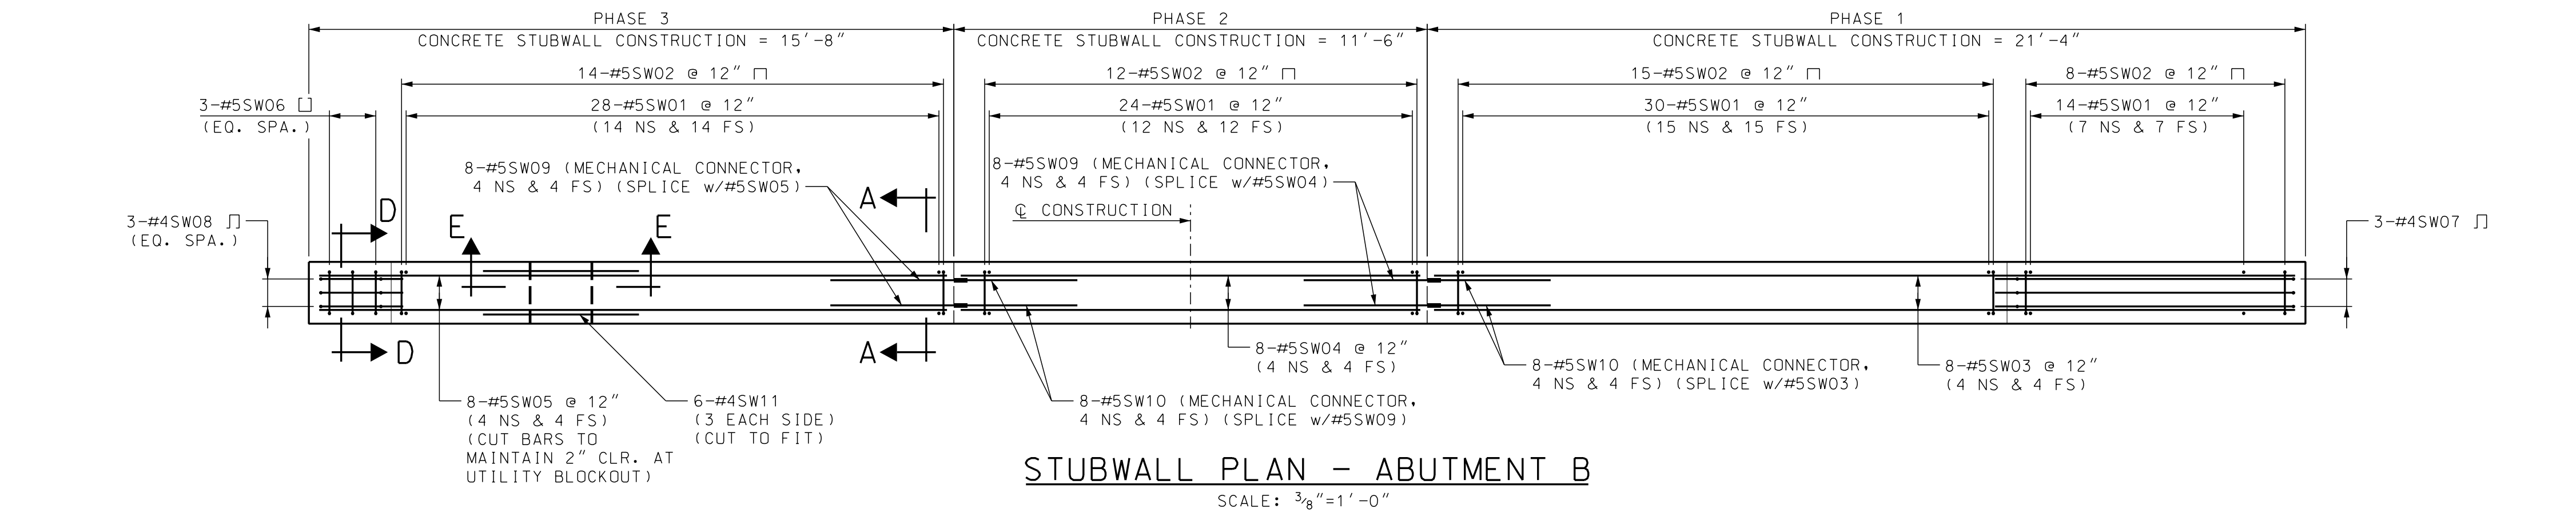 PHASE 3
CONCRETE STUBWALL CONSTRUCTION = 15'-8"
PHASE 2
CONCRETE STUBWALL CONSTRUCTION = 11'-6"
PHASE 1
CONCRETE STUBWALL CONSTRUCTION = 21'-4"
14-#5SW02 @ 12"
12-#5SW02 @ 12"
15-#5SW02 @ 12"
8-#5SW02 @ 12"
3-#5SW06
(EQ. SPA.)
28-#5SW01 @ 12"
(14 NS & 14 FS)
24-#5SW01 @ 12"
(12 NS & 12 FS)
30-#5SW01 @ 12"
(15 NS & 15 FS)
14-#5SW01 @ 12"
(7 NS & 7 FS)
8-#5SW09 (MECHANICAL CONNECTOR,
4 NS & 4 FS) (SPLICE w/#5SW05)
8-#5SW09 (MECHANICAL CONNECTOR,
4 NS & 4 FS) (SPLICE w/#5SW04)
℄ CONSTRUCTION
3-#4SW08
(EQ. SPA.)
D
E
E
A
3-#4SW07
D
A
8-#5SW05 @ 12"
(4 NS & 4 FS)
(CUT BARS TO
MAINTAIN 2" CLR. AT
UTILITY BLOCKOUT)
6-#4SW11
(3 EACH SIDE)
(CUT TO FIT)
8-#5SW10 (MECHANICAL CONNECTOR,
4 NS & 4 FS) (SPLICE w/#5SW09)
8-#5SW04 @ 12"
(4 NS & 4 FS)
8-#5SW10 (MECHANICAL CONNECTOR,
4 NS & 4 FS) (SPLICE w/#5SW03)
8-#5SW03 @ 12"
(4 NS & 4 FS)
STUBWALL PLAN - ABUTMENT B
SCALE: 3/8"=1'-0"